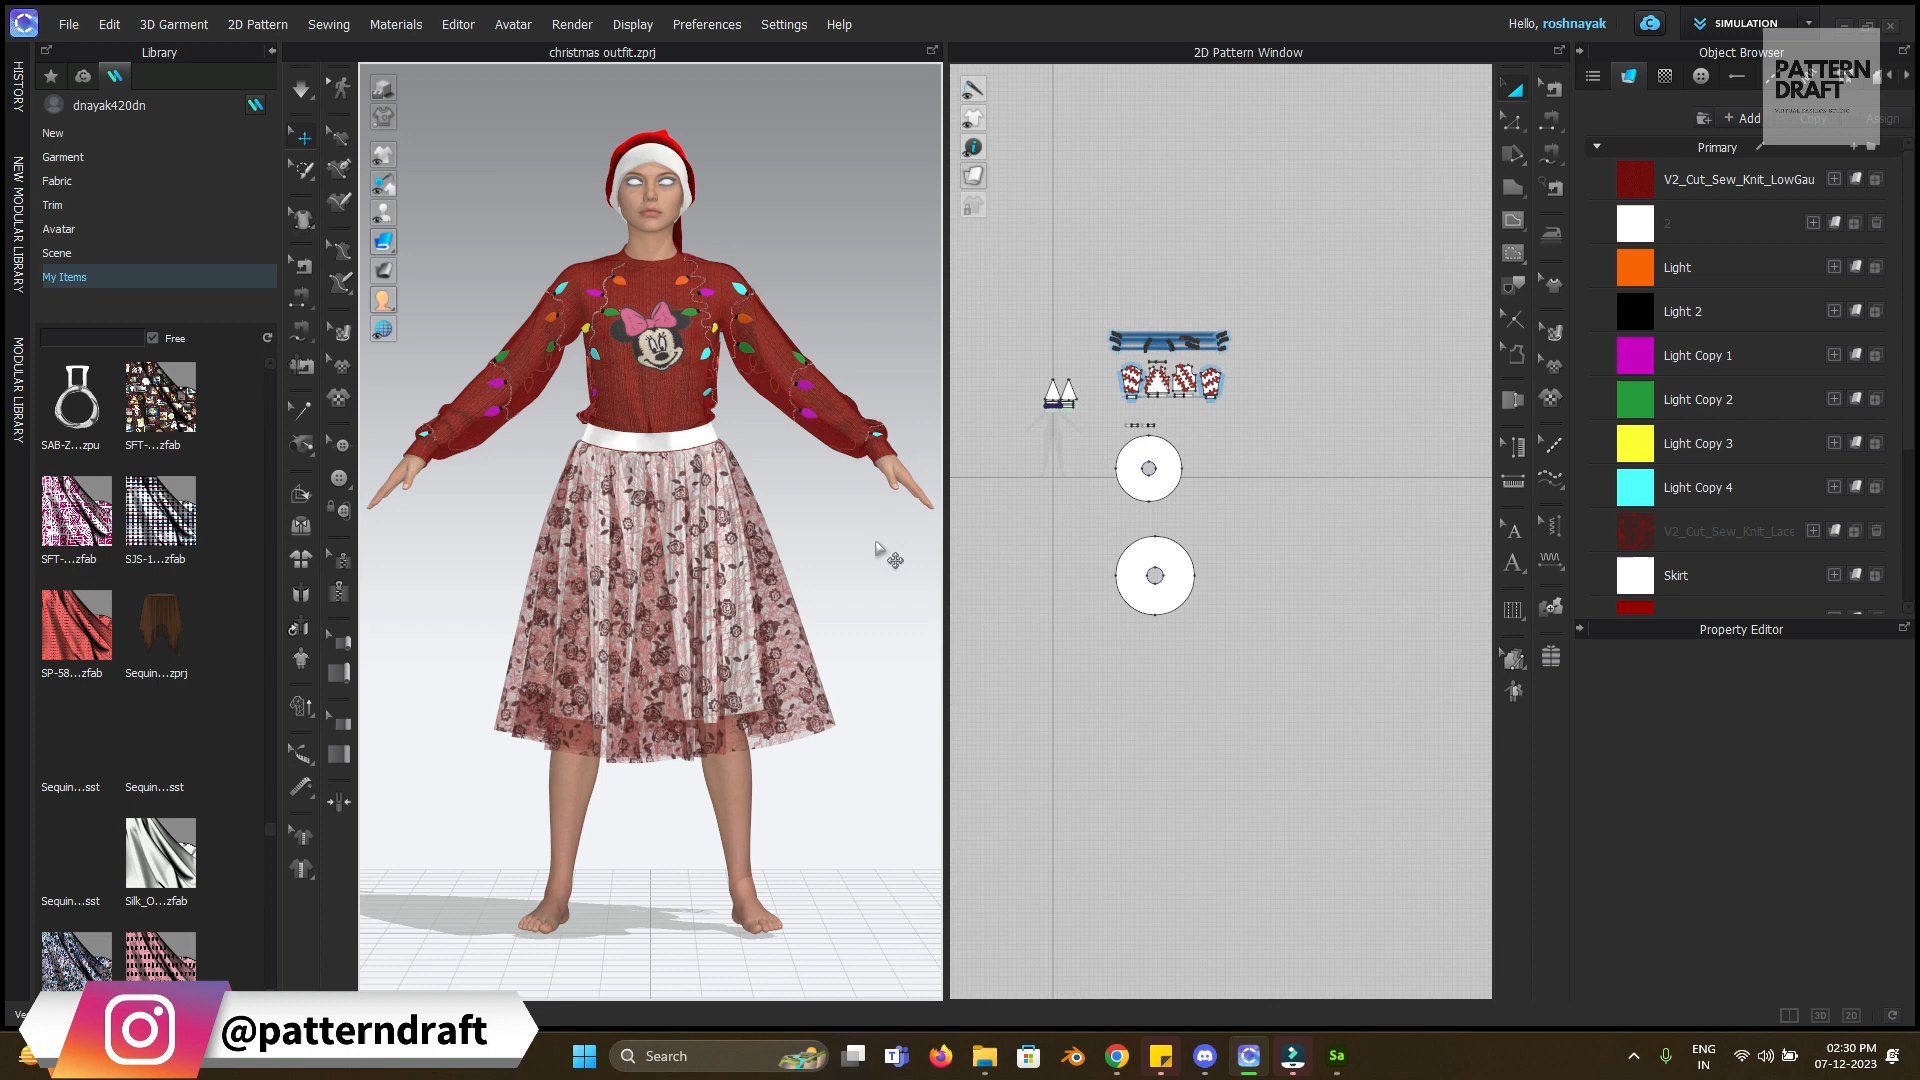 File Edit 3D Garment 2D Pattern Sewing Materials Editor Avatar Render Display Preferences Settings Help
Hello, roshnayak
SIMULATION
Library
christmas outfit.zprj
2D Pattern Window
Object Browser
HISTORY
NEW MODULAR LIBRARY
MODULAR LIBRARY
dnayak420dn
New
Garment
Fabric
Trim
Avatar
Scene
My Items
Free
SAB-Z...zpu SFT-...zfab
SFT-...zfab SJS-1...zfab
SP-58...zfab Sequin...zprj
Sequin...sst Sequin...sst
Sequin...sst Silk_O...zfab
PATTERN
DRAFT
+ Add Copy Assign
Primary
V2_Cut_Sew_Knit_LowGau
2
Light
Light 2
Light Copy 1
Light Copy 2
Light Copy 3
Light Copy 4
V2_Cut_Sew_Knit_Lace
Skirt
Property Editor
3D 2D
@patterndraft
Search
Sa
ENG
IN
02:30 PM
07-12-2023